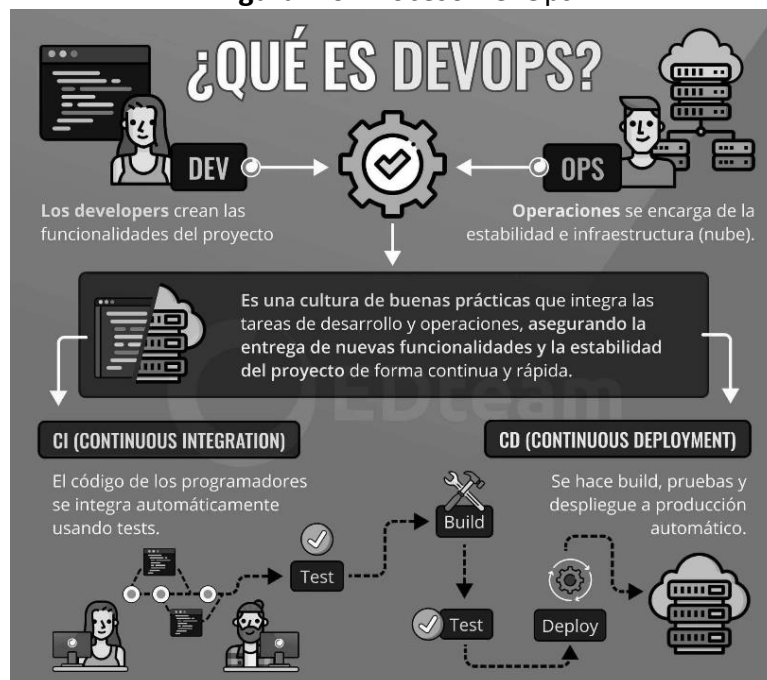 ¿QUÉ ES DEVOPS?
DEV
OPS
Los developers crean las
funcionalidades del proyecto
Operaciones se encarga de la
estabilidad e infraestructura (nube).
Es una cultura de buenas prácticas que integra las
tareas de desarrollo y operaciones, asegurando la
entrega de nuevas funcionalidades y la estabilidad
del proyecto de forma continua y rápida.
EDteam
CI (CONTINUOUS INTEGRATION)
El código de los programadores
se integra automáticamente
usando tests.
CD (CONTINUOUS DEPLOYMENT)
Se hace build, pruebas y
despliegue a producción
automático.
Test
Build
Test
Deploy